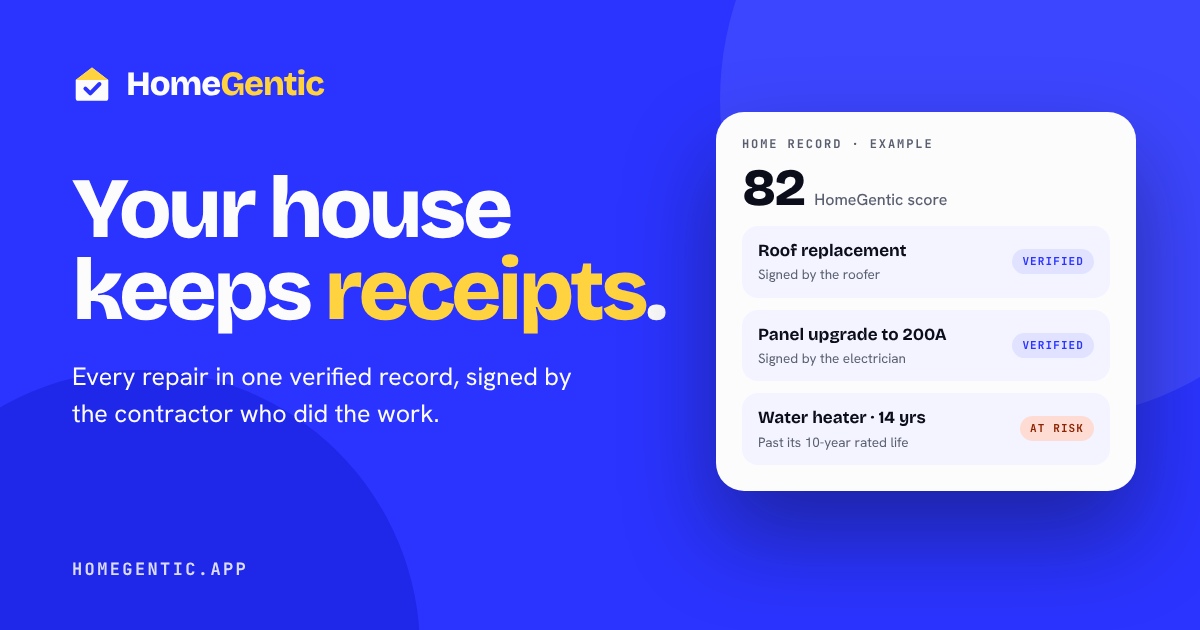 HomeGentic
Your house
keeps receipts.
Every repair in one verified record, signed by
the contractor who did the work.
HOMEGENTIC.APP
HOME RECORD · EXAMPLE
82 HomeGentic score
Roof replacement
Signed by the roofer
VERIFIED
Panel upgrade to 200A
Signed by the electrician
VERIFIED
Water heater · 14 yrs
Past its 10-year rated life
AT RISK